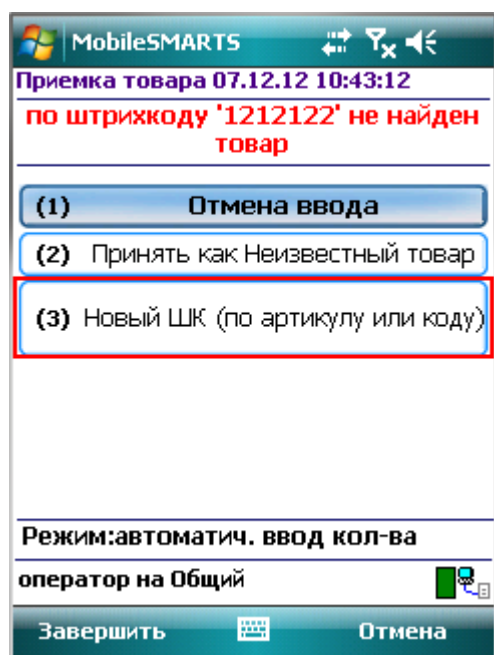 MobileSMARTS
Приемка товара 07.12.12 10:43:12
по штрихкоду '1212122' не найден
товар
(1) Отмена ввода
(2) Принять как Неизвестный товар
(3) Новый ШК (по артикулу или коду)
Режим:автоматич. ввод кол-ва
оператор на Общий
Завершить Отмена